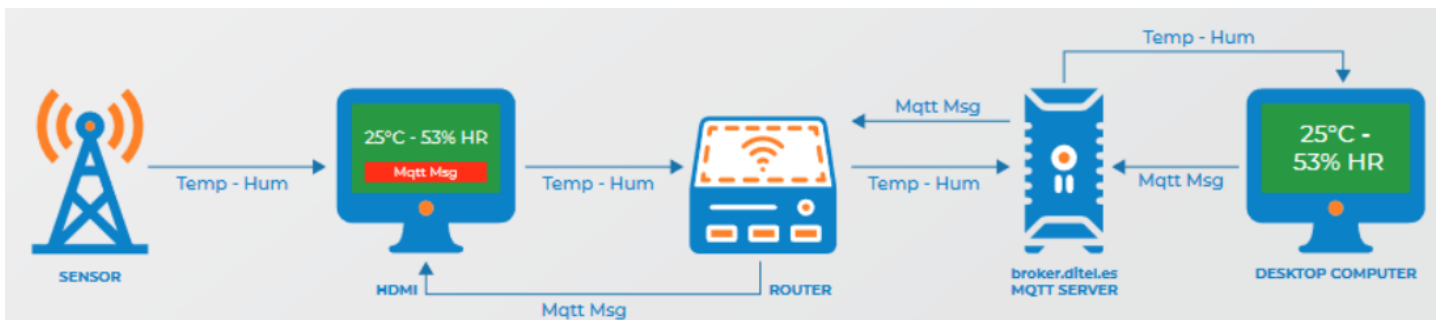 Temp - Hum
Mqtt Msg
25°C - 53% HR
Mqtt Msg
25°C -
53% HR
Temp - Hum
Temp - Hum
Temp - Hum
Mqtt Msg
SENSOR
HDMI
ROUTER
broker.dltel.es
MQTT SERVER
DESKTOP COMPUTER
Mqtt Msg